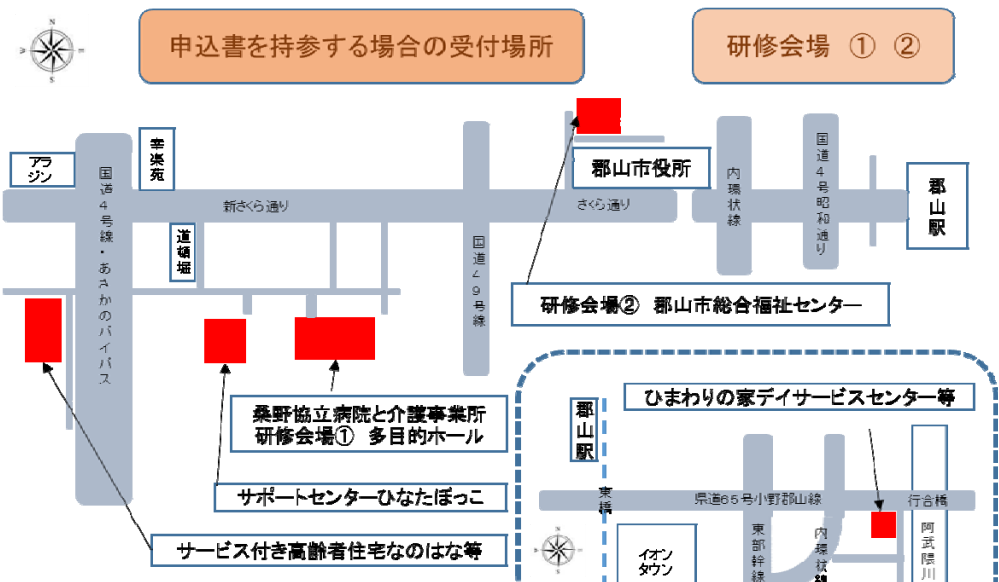 申込書を持参する場合の受付場所
研修会場 ① ②
N
S
アラ
ジン
幸楽苑
国道4号線・あさかのバイパス
新さくら通り
道頓堀
国道49号線
郡山市役所
さくら通り
内環状線
国道4号昭和通り
郡山駅
研修会場② 郡山市総合福祉センター
桑野協立病院と介護事業所
研修会場① 多目的ホール
サポートセンターひなたぼっこ
サービス付き高齢者住宅なのはな等
ひまわりの家デイサービスセンター等
郡山駅
東橋
県道65号小野郡山線
行合橋
東部幹線
内環状線
阿武隈川
イオン
タウン
N